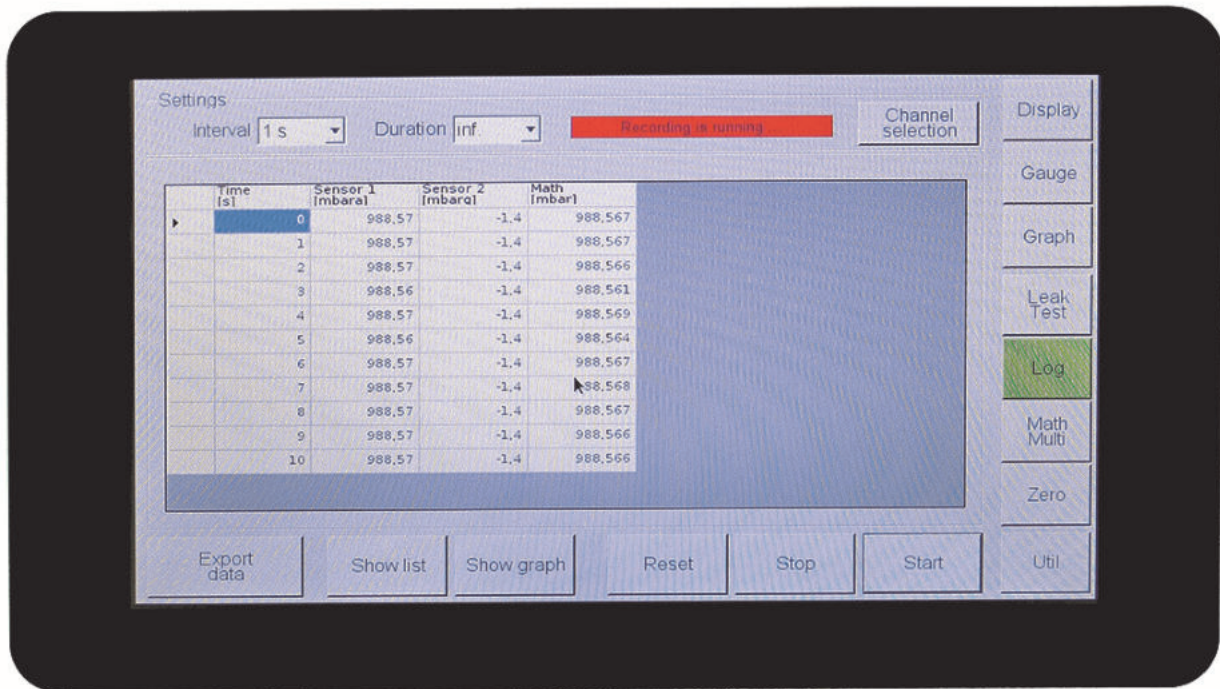 Settings
Interval 1 s Duration inf. Recording is running Channel selection
Time [s] Sensor 1 [mbara] Sensor 2 [mbarg] Math [mbar]
0 988,57 -1,4 988,567
1 988,57 -1,4 988,567
2 988,57 -1,4 988,566
3 988,56 -1,4 988,561
4 988,57 -1,4 988,569
5 988,56 -1,4 988,564
6 988,57 -1,4 988,567
7 988,57 -1,4 88,568
8 988,57 -1,4 988,567
9 988,57 -1,4 988,566
10 988,57 -1,4 988,566
Export data Show list Show graph Reset Stop Start
Display
Gauge
Graph
Leak Test
Log
Math Multi
Zero
Util